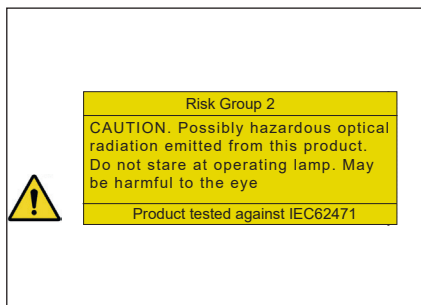 Risk Group 2
CAUTION. Possibly hazardous optical
radiation emitted from this product.
Do not stare at operating lamp. May
be harmful to the eye
Product tested against IEC62471